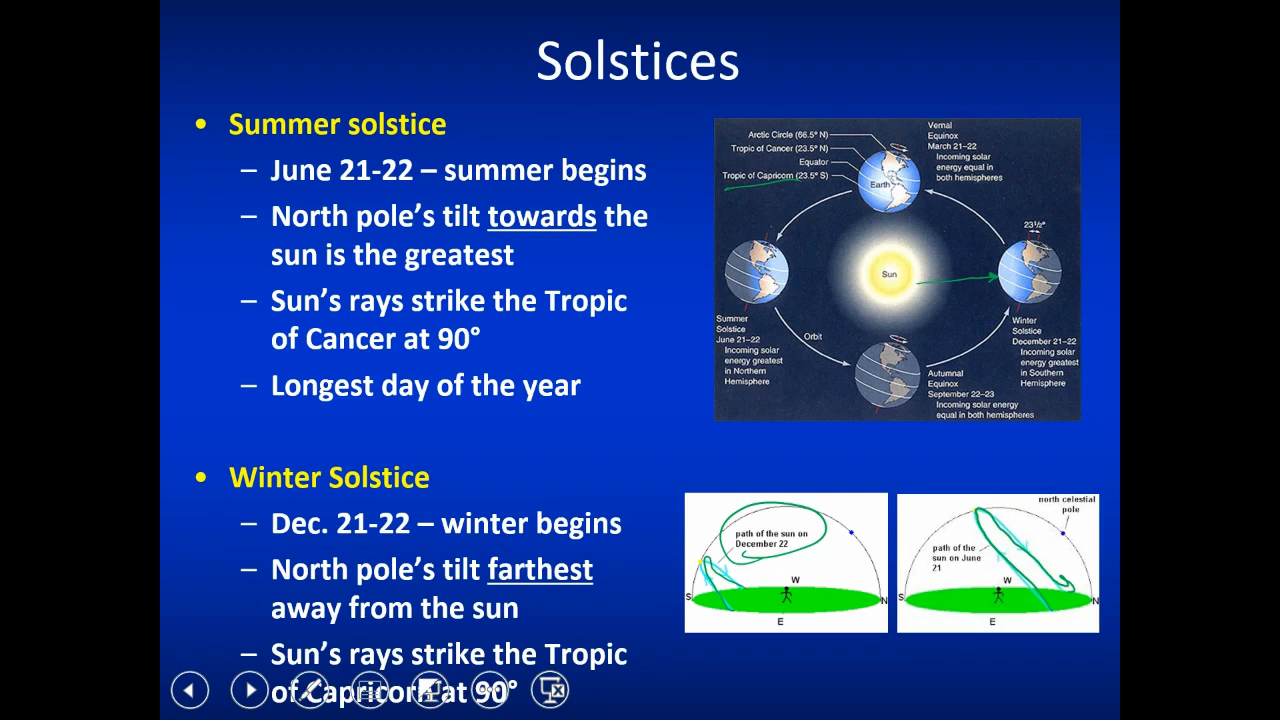 Solstices
• Summer solstice
– June 21-22 – summer begins
– North pole's tilt towards the
sun is the greatest
– Sun's rays strike the Tropic
of Cancer at 90°
– Longest day of the year
• Winter Solstice
– Dec. 21-22 – winter begins
– North pole's tilt farthest
away from the sun
– Sun's rays strike the Tropic
of Capricorn at 90°
Arctic Circle (66.5° N)
Tropic of Cancer (23.5° N)
Equator
Tropic of Capricorn (23.5° S)
Earth
Vernal
Equinox
March 21–22
Incoming solar
energy equal in
both hemispheres
23½°
Sun
Summer
Solstice
June 21–22
Incoming solar
energy greatest
in Northern
Hemisphere
Orbit
Winter
Solstice
December 21–22
Incoming solar
energy greatest
in Southern
Hemisphere
Autumnal
Equinox
September 22–23
Incoming solar energy
equal in both hemispheres
path of the sun on
December 22
W
S
N
E
north celestial
pole
path of the
sun on June
21
W
S
N
E